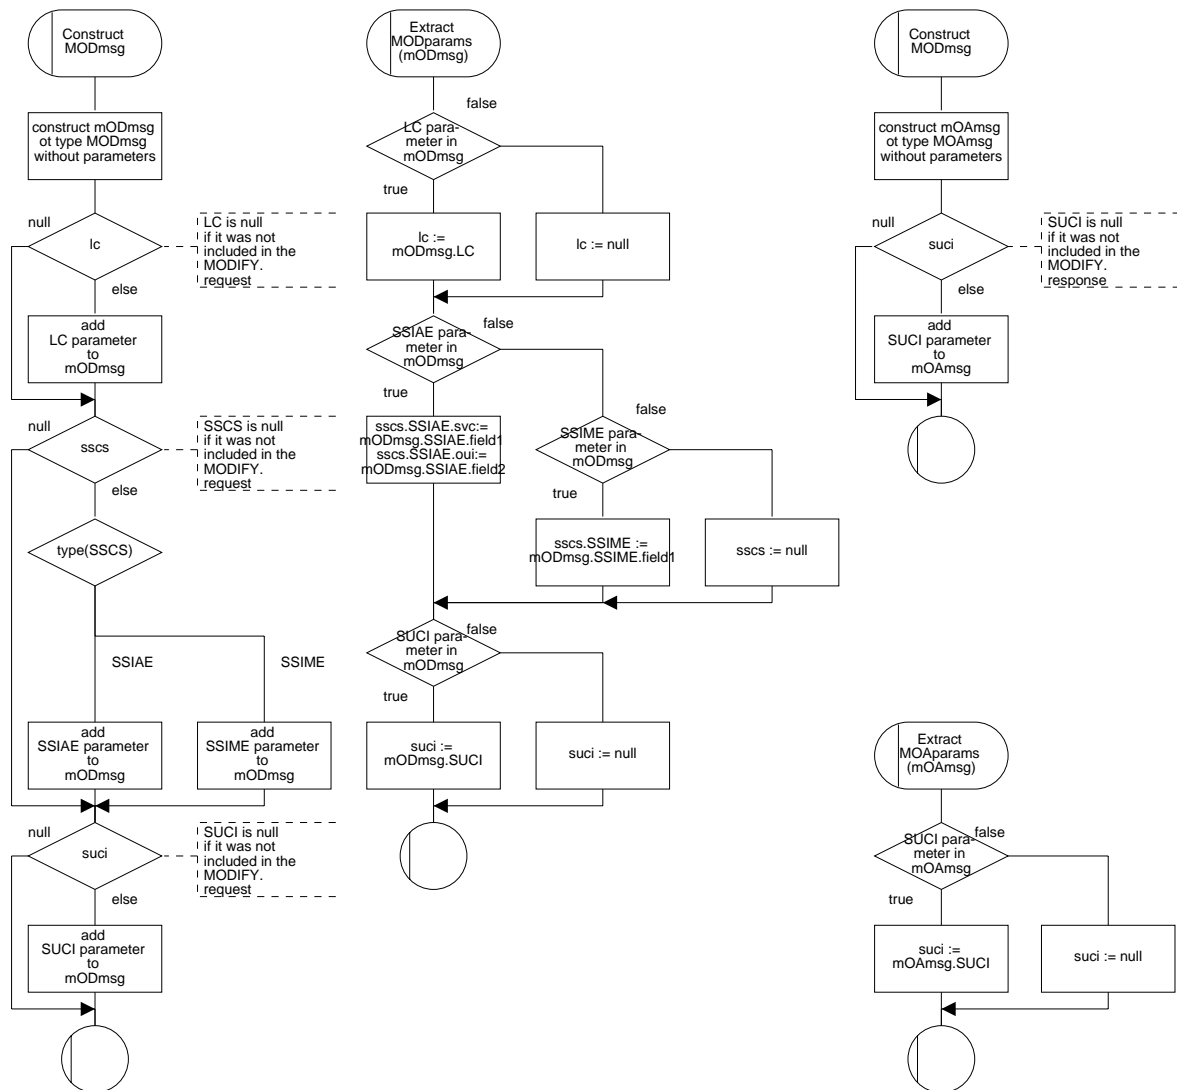 Construct
MODmsg
construct mODmsg
ot type MODmsg
without parameters
null
lc
LC is null
if it was not
included in the
MODIFY.
request
else
add
LC parameter
to
mODmsg
null
sscs
SSCS is null
if it was not
included in the
MODIFY.
request
else
type(SSCS)
SSIAE
SSIME
add
SSIAE parameter
to
mODmsg
add
SSIME parameter
to
mODmsg
null
suci
SUCI is null
if it was not
included in the
MODIFY.
request
else
add
SUCI parameter
to
mODmsg
Extract
MODparams
(mODmsg)
false
LC para-
meter in
mODmsg
true
lc :=
mODmsg.LC
lc := null
false
SSIAE para-
meter in
mODmsg
true
sscs.SSIAE.svc:=
mODmsg.SSIAE.field1
sscs.SSIAE.oui:=
mODmsg.SSIAE.field2
false
SSIME para-
meter in
mODmsg
true
sscs.SSIME :=
mODmsg.SSIME.field1
sscs := null
false
SUCI para-
meter in
mODmsg
true
suci :=
mODmsg.SUCI
suci := null
Construct
MODmsg
construct mOAmsg
ot type MOAmsg
without parameters
null
suci
SUCI is null
if it was not
included in the
MODIFY.
response
else
add
SUCI parameter
to
mOAmsg
Extract
MOAparams
(mOAmsg)
false
SUCI para-
meter in
mOAmsg
true
suci :=
mOAmsg.SUCI
suci := null